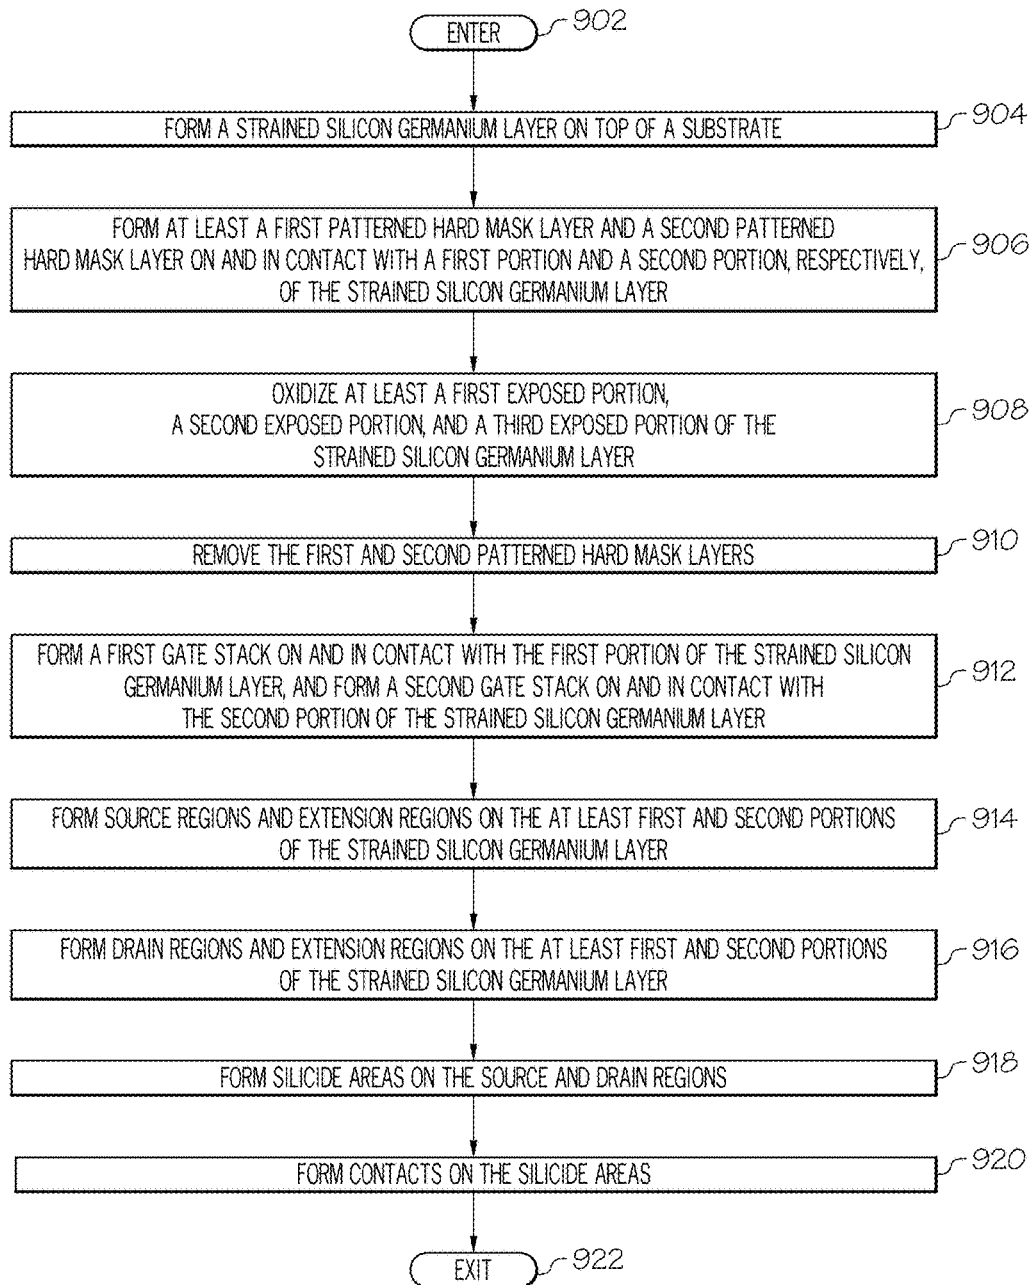 ENTER
902
FORM A STRAINED SILICON GERMANIUM LAYER ON TOP OF A SUBSTRATE
904
FORM AT LEAST A FIRST PATTERNED HARD MASK LAYER AND A SECOND PATTERNED
HARD MASK LAYER ON AND IN CONTACT WITH A FIRST PORTION AND A SECOND PORTION, RESPECTIVELY,
OF THE STRAINED SILICON GERMANIUM LAYER
906
OXIDIZE AT LEAST A FIRST EXPOSED PORTION,
A SECOND EXPOSED PORTION, AND A THIRD EXPOSED PORTION OF THE
STRAINED SILICON GERMANIUM LAYER
908
REMOVE THE FIRST AND SECOND PATTERNED HARD MASK LAYERS
910
FORM A FIRST GATE STACK ON AND IN CONTACT WITH THE FIRST PORTION OF THE STRAINED SILICON
GERMANIUM LAYER, AND FORM A SECOND GATE STACK ON AND IN CONTACT WITH
THE SECOND PORTION OF THE STRAINED SILICON GERMANIUM LAYER
912
FORM SOURCE REGIONS AND EXTENSION REGIONS ON THE AT LEAST FIRST AND SECOND PORTIONS
OF THE STRAINED SILICON GERMANIUM LAYER
914
FORM DRAIN REGIONS AND EXTENSION REGIONS ON THE AT LEAST FIRST AND SECOND PORTIONS
OF THE STRAINED SILICON GERMANIUM LAYER
916
FORM SILICIDE AREAS ON THE SOURCE AND DRAIN REGIONS
918
FORM CONTACTS ON THE SILICIDE AREAS
920
EXIT
922